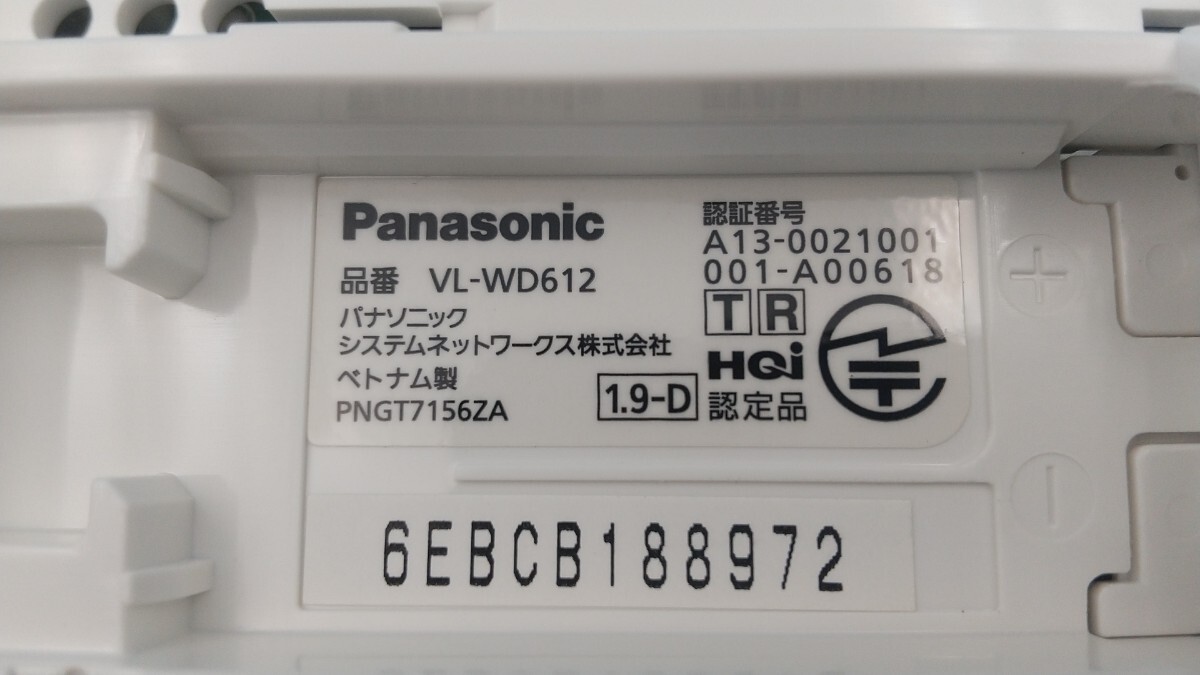 Panasonic
品番 VL-WD612
パナソニック
システムネットワークス株式会社
ベトナム製
PNGT7156ZA
1.9-D
認証番号
A13-0021001
001-A00618
T R
HQi
認定品
6EBCB188972